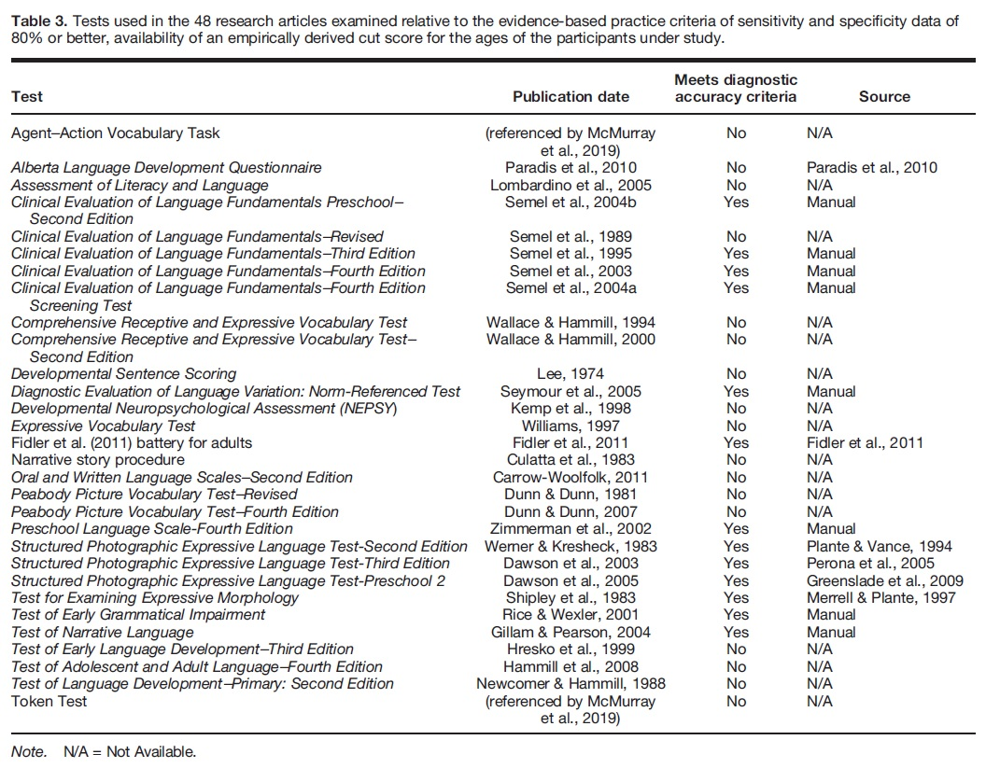 Table 3. Tests used in the 48 research articles examined relative to the evidence-based practice criteria of sensitivity and specificity data of
80% or better, availability of an empirically derived cut score for the ages of the participants under study.
Test Publication date Meets diagnostic accuracy criteria Source
Agent–Action Vocabulary Task (referenced by McMurray No N/A
et al., 2019)
Alberta Language Development Questionnaire Paradis et al., 2010 No Paradis et al., 2010
Assessment of Literacy and Language Lombardino et al., 2005 No N/A
Clinical Evaluation of Language Fundamentals Preschool– Semel et al., 2004b Yes Manual
Second Edition
Clinical Evaluation of Language Fundamentals–Revised Semel et al., 1989 No N/A
Clinical Evaluation of Language Fundamentals–Third Edition Semel et al., 1995 Yes Manual
Clinical Evaluation of Language Fundamentals–Fourth Edition Semel et al., 2003 Yes Manual
Clinical Evaluation of Language Fundamentals–Fourth Edition Semel et al., 2004a Yes Manual
Screening Test
Comprehensive Receptive and Expressive Vocabulary Test Wallace & Hammill, 1994 No N/A
Comprehensive Receptive and Expressive Vocabulary Test– Wallace & Hammill, 2000 No N/A
Second Edition
Developmental Sentence Scoring Lee, 1974 No N/A
Diagnostic Evaluation of Language Variation: Norm-Referenced Test Seymour et al., 2005 Yes Manual
Developmental Neuropsychological Assessment (NEPSY) Kemp et al., 1998 No N/A
Expressive Vocabulary Test Williams, 1997 No N/A
Fidler et al. (2011) battery for adults Fidler et al., 2011 Yes Fidler et al., 2011
Narrative story procedure Culatta et al., 1983 No N/A
Oral and Written Language Scales–Second Edition Carrow-Woolfolk, 2011 No N/A
Peabody Picture Vocabulary Test–Revised Dunn & Dunn, 1981 No N/A
Peabody Picture Vocabulary Test–Fourth Edition Dunn & Dunn, 2007 No N/A
Preschool Language Scale-Fourth Edition Zimmerman et al., 2002 Yes Manual
Structured Photographic Expressive Language Test-Second Edition Werner & Kresheck, 1983 Yes Plante & Vance, 1994
Structured Photographic Expressive Language Test-Third Edition Dawson et al., 2003 Yes Perona et al., 2005
Structured Photographic Expressive Language Test-Preschool 2 Dawson et al., 2005 Yes Greenslade et al., 2009
Test for Examining Expressive Morphology Shipley et al., 1983 Yes Merrell & Plante, 1997
Test of Early Grammatical Impairment Rice & Wexler, 2001 Yes Manual
Test of Narrative Language Gillam & Pearson, 2004 Yes Manual
Test of Early Language Development–Third Edition Hresko et al., 1999 No N/A
Test of Adolescent and Adult Language–Fourth Edition Hammill et al., 2008 No N/A
Test of Language Development–Primary: Second Edition Newcomer & Hammill, 1988 No N/A
Token Test (referenced by McMurray No N/A
et al., 2019)
Note. N/A = Not Available.